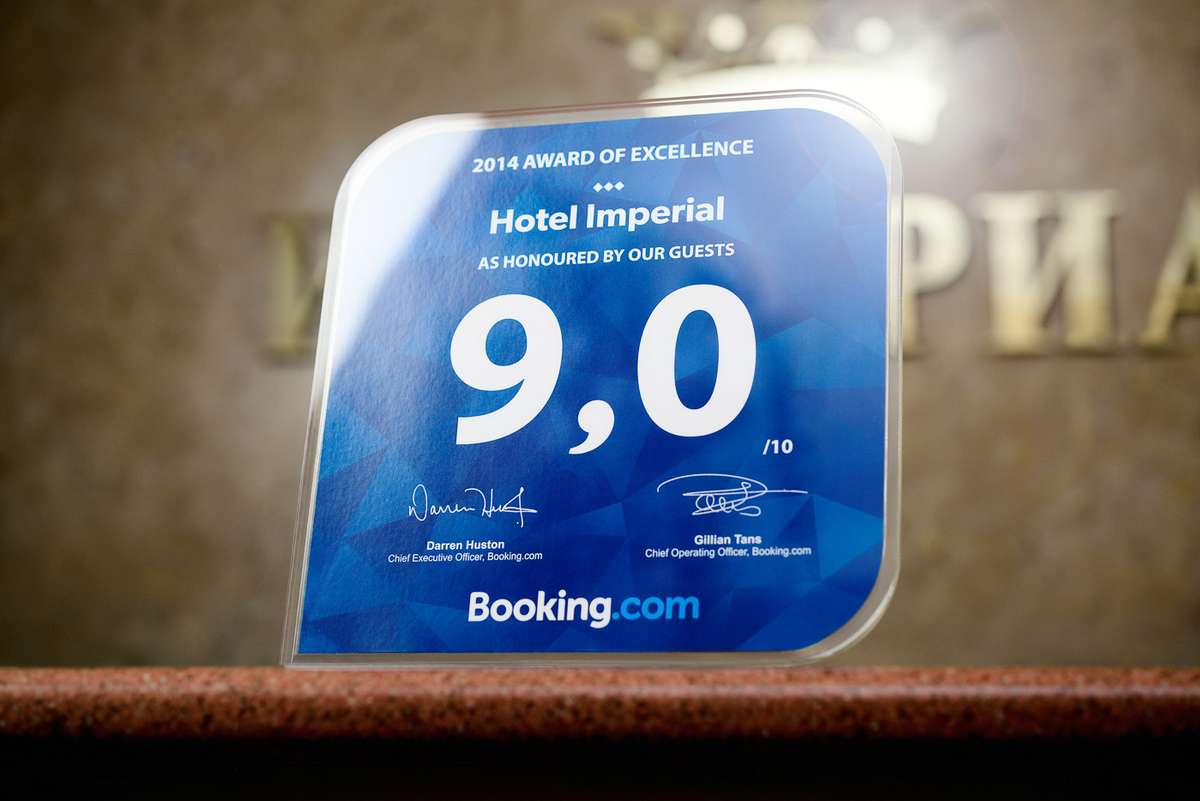 2014 AWARD OF EXCELLENCE
Hotel Imperial
AS HONOURED BY OUR GUESTS
9,0
/10
Darren Huston
Chief Executive Officer, Booking.com
Gillian Tans
Chief Operating Officer, Booking.com
Booking.com